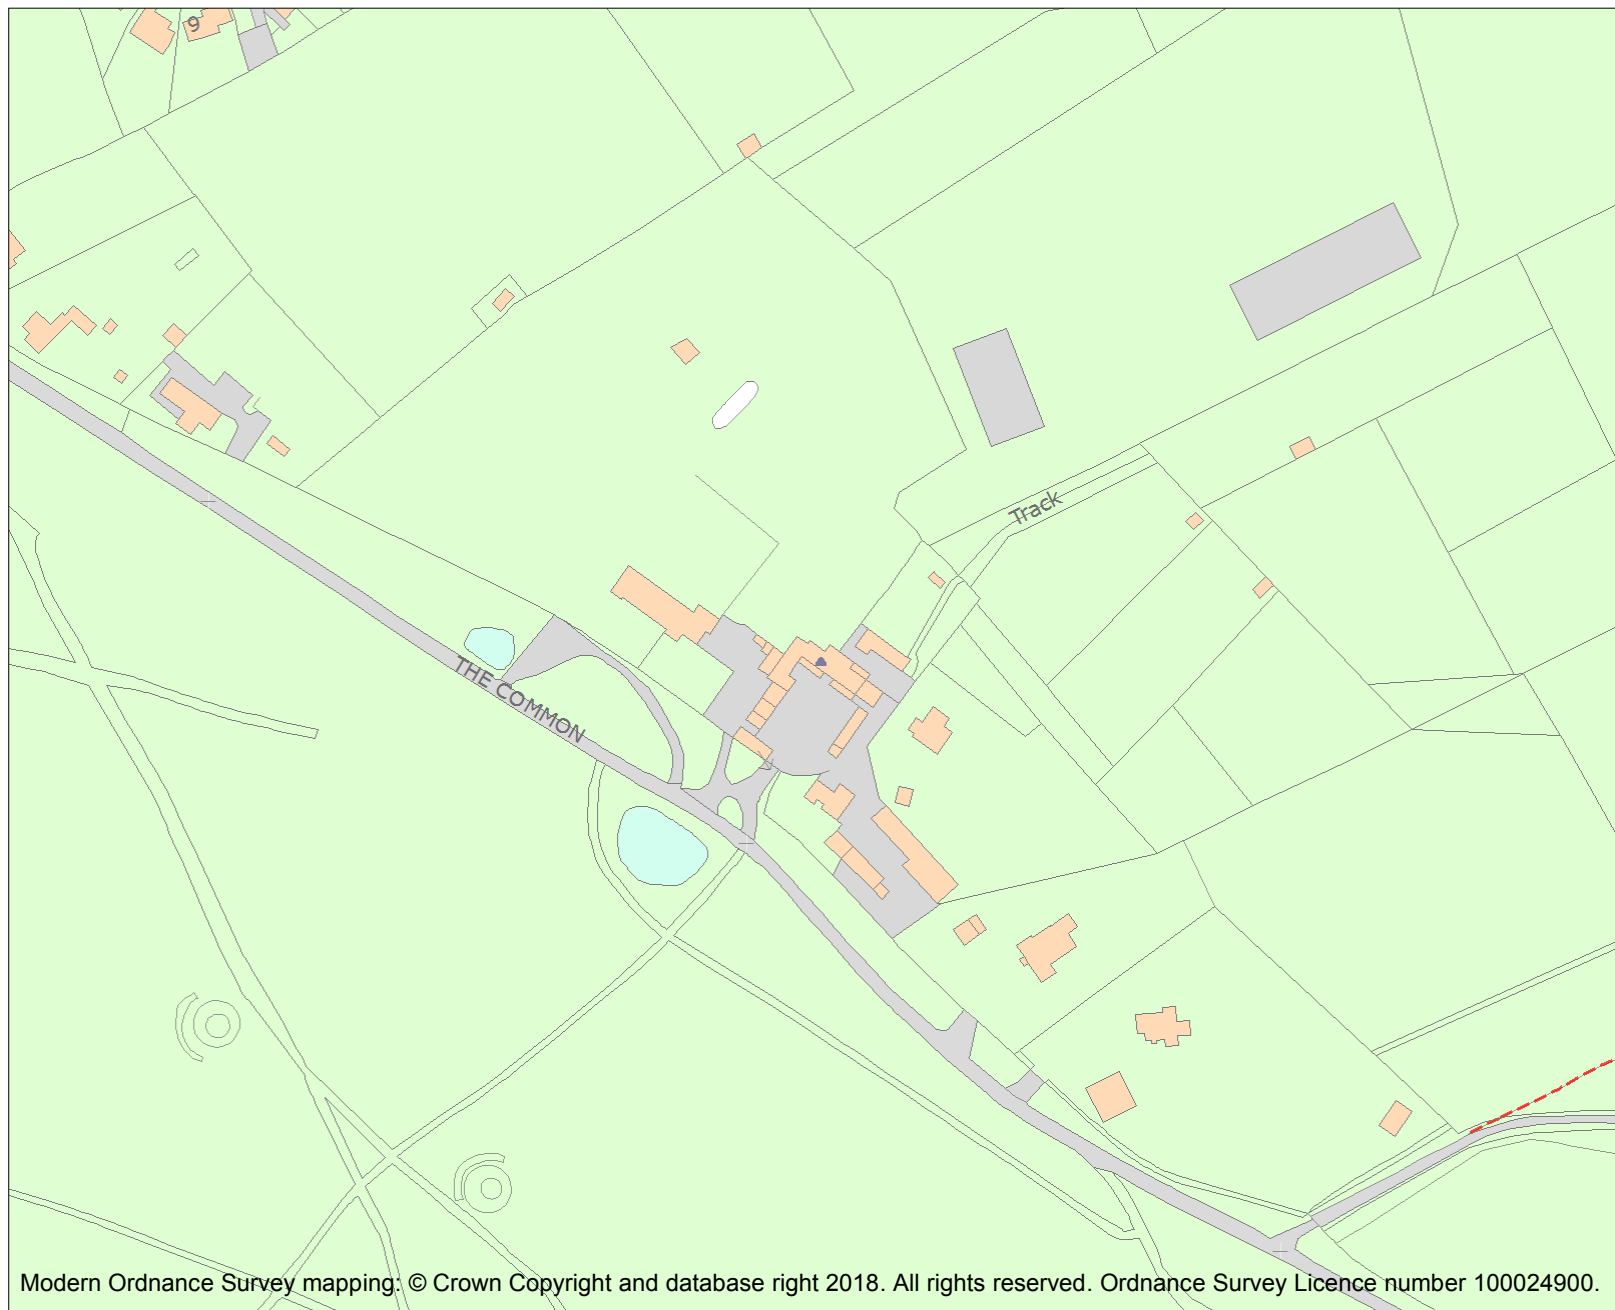 9
Track
THE COMMON
Modern Ordnance Survey mapping: © Crown Copyright and database right 2018. All rights reserved. Ordnance Survey Licence number 100024900.